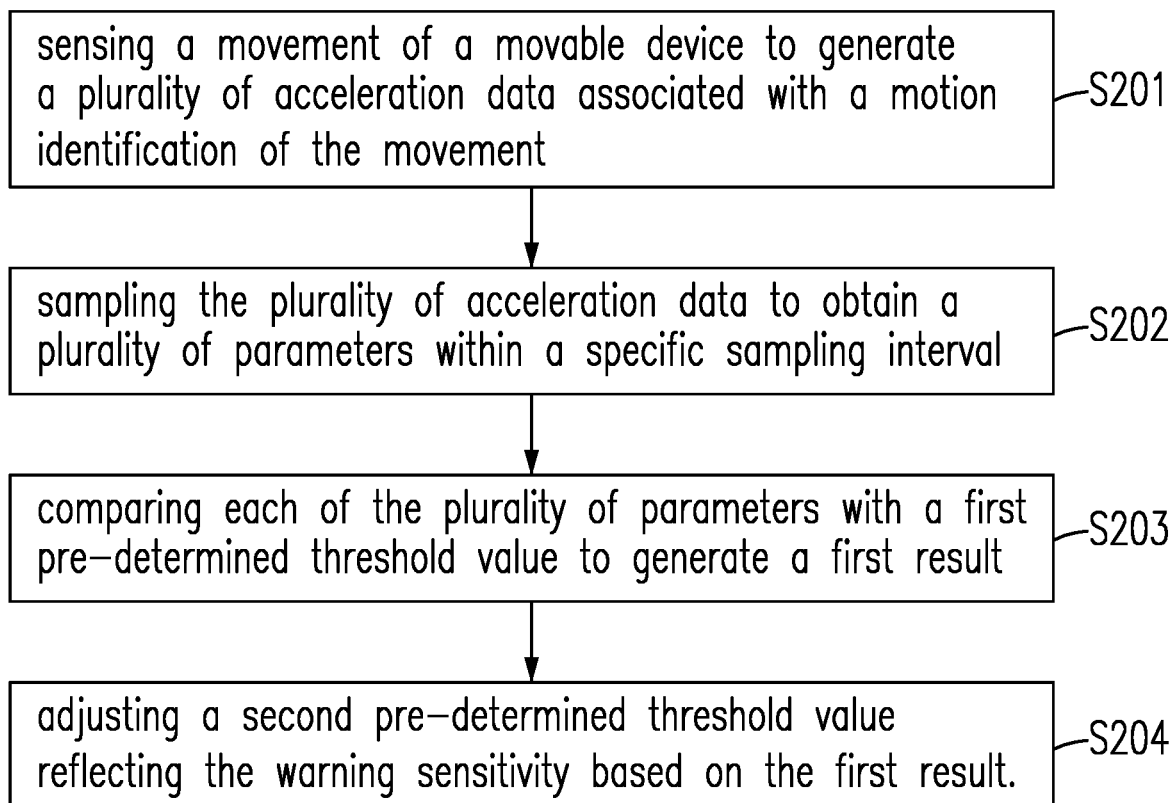 sensing a movement of a movable device to generate
a plurality of acceleration data associated with a motion
identification of the movement
S201
sampling the plurality of acceleration data to obtain a
plurality of parameters within a specific sampling interval
S202
comparing each of the plurality of parameters with a first
pre-determined threshold value to generate a first result
S203
adjusting a second pre-determined threshold value
reflecting the warning sensitivity based on the first result.
S204